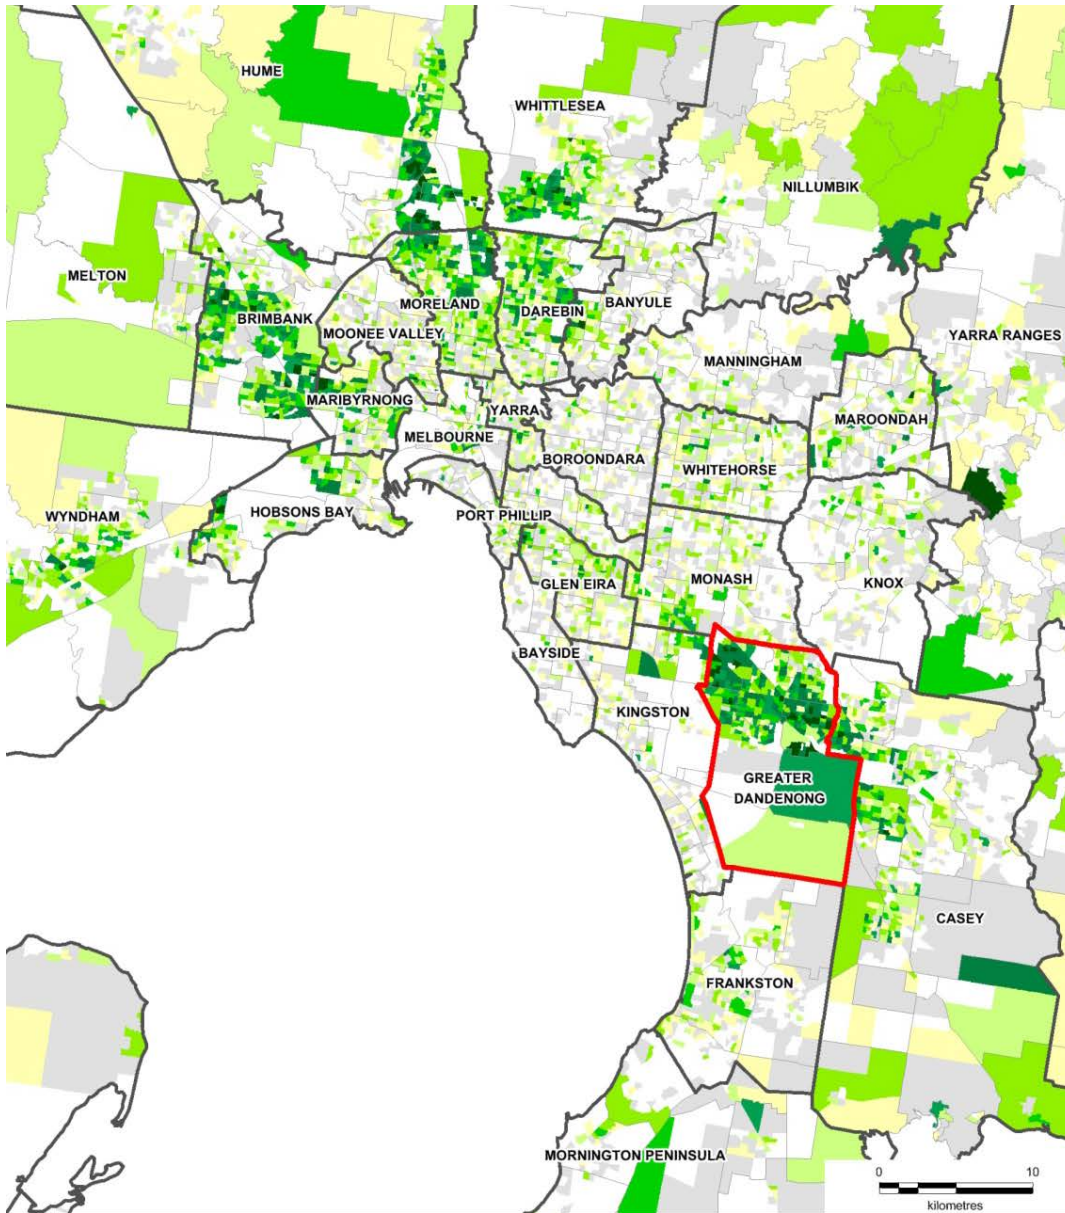 HUME
WHITTLESEA
NILLUMBIK
MELTON
BRIMBANK
MORELAND
DAREBIN
BANYULE
MOONEE VALLEY
YARRA RANGES
MANNINGHAM
MARIBYRNONG
YARRA
MAROONDAH
MELBOURNE
BOROONDARA
WHITEHORSE
WYNDHAM
HOBSONS BAY
PORT PHILLIP
GLEN EIRA
MONASH
KNOX
BAYSIDE
KINGSTON
GREATER
DANDENONG
CASEY
FRANKSTON
MORNINGTON PENINSULA
0 10
kilometres